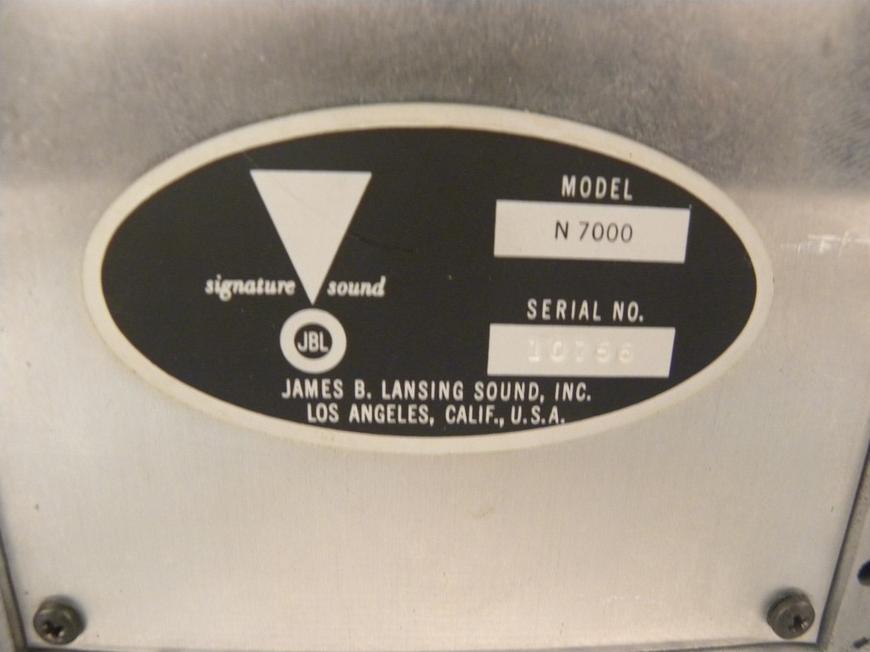 MODEL
N 7000
signature sound
SERIAL NO.
JBL
JAMES B. LANSING SOUND, INC.
LOS ANGELES, CALIF., U.S.A.